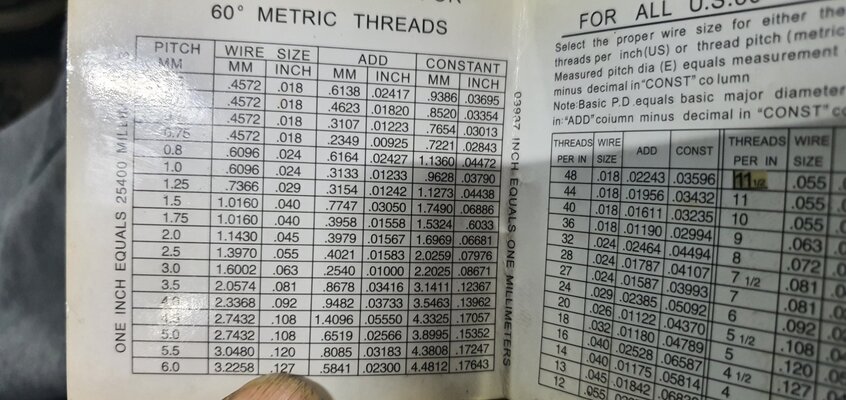 60° METRIC THREADS
PITCH WIRE SIZE ADD CONSTANT
MM MM INCH MM INCH MM INCH
.4572 .018 .6138 .02417 .9386 .03695
.4572 .018 .4623 .01820 .8520 .03354
.4572 .018 .3107 .01223 .7654 .03013
0.75 .4572 .018 .2349 .00925 .7221 .02843
0.8 .6096 .024 .6164 .02427 1.1360 .04472
1.0 .6096 .024 .3133 .01233 .9628 .03790
1.25 .7366 .029 .3154 .01242 1.1273 .04438
1.5 1.0160 .040 .7747 .03050 1.7490 .06886
1.75 1.0160 .040 .3958 .01558 1.5324 .6033
2.0 1.1430 .045 .3979 .01567 1.6969 .06681
2.5 1.3970 .055 .4021 .01583 2.0259 .07976
3.0 1.6002 .063 .2540 .01000 2.2025 .08671
3.5 2.0574 .081 .8678 .03416 3.1411 .12367
4.0 2.3368 .092 .9482 .03733 3.5463 .13962
4.5 2.7432 .108 1.4096 .05550 4.3325 .17057
5.0 2.7432 .108 .6519 .02566 3.8995 .15352
5.5 3.0480 .120 .8085 .03183 4.3808 .17247
6.0 3.2258 .127 .5841 .02300 4.4812 .17643
ONE INCH EQUALS 25400
03937 INCH EQUALS ONE MILLIMETERS
FOR ALL U.S.
Select the proper wire size for either the
threads per inch(US) or thread pitch (metric
Measured pitch dia (E) equals measurement
minus decimal in"CONST" co lumn
Note:Basic P.D.equals basic major diameter
in:"ADD"coiumn minus decimal in "CONST"
THREADS WIRE ADD CONST THREADS WIRE
PER IN SIZE PER IN SIZE
48 .018 .02243 .03596 11 1/2 .055
44 .018 .01956 .03432 11 .055
40 .018 .01611 .03235 10 .055
36 .018 .01190 .02994 9 .063
32 .024 .02464 .04494 8 .072
28 .024 .01787 .04107 7 1/2 .081
27 .024 .01587 .03993 7 .081
24 .029 .02385 .05092 6 .092
20 .026 .01122 .04370 5 1/2 .108
18 .032 .01180 .04789 5 .120
16 .040 .02528 .06587 4 1/2 .127
14 .040 .01175 .05814 4
13 .045 .01842
12 .055